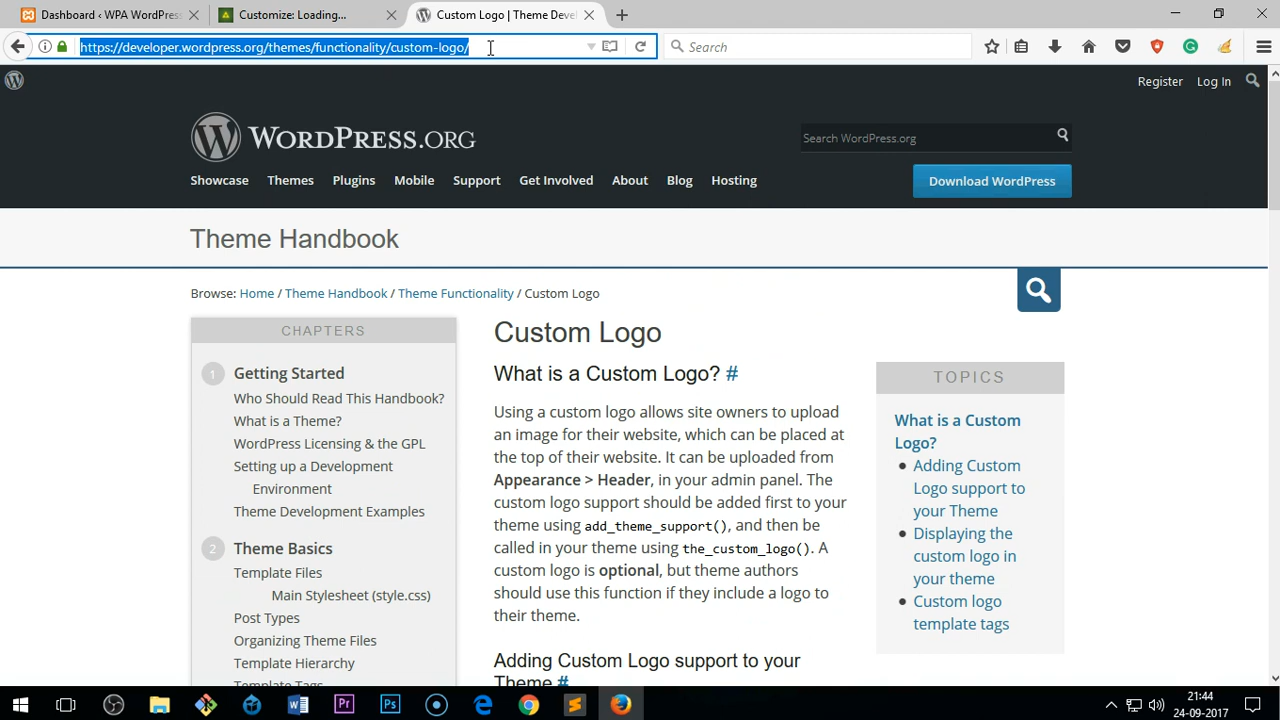 Dashboard ‹ WPA WordPres
Customize: Loading...
Custom Logo | Theme Deve
https://developer.wordpress.org/themes/functionality/custom-logo/
Search
Register
Log In
WORDPRESS.ORG
Search WordPress.org
Showcase
Themes
Plugins
Mobile
Support
Get Involved
About
Blog
Hosting
Download WordPress
Theme Handbook
Browse: Home / Theme Handbook / Theme Functionality / Custom Logo
CHAPTERS
1 Getting Started
Who Should Read This Handbook?
What is a Theme?
WordPress Licensing & the GPL
Setting up a Development
Environment
Theme Development Examples
2 Theme Basics
Template Files
Main Stylesheet (style.css)
Post Types
Organizing Theme Files
Template Hierarchy
Template Tags
Custom Logo
What is a Custom Logo? #
Using a custom logo allows site owners to upload
an image for their website, which can be placed at
the top of their website. It can be uploaded from
Appearance > Header, in your admin panel. The
custom logo support should be added first to your
theme using add_theme_support(), and then be
called in your theme using the_custom_logo(). A
custom logo is optional, but theme authors
should use this function if they include a logo to
their theme.
Adding Custom Logo support to your
Theme #
TOPICS
What is a Custom
Logo?
Adding Custom
Logo support to
your Theme
Displaying the
custom logo in
your theme
Custom logo
template tags
21:44
24-09-2017